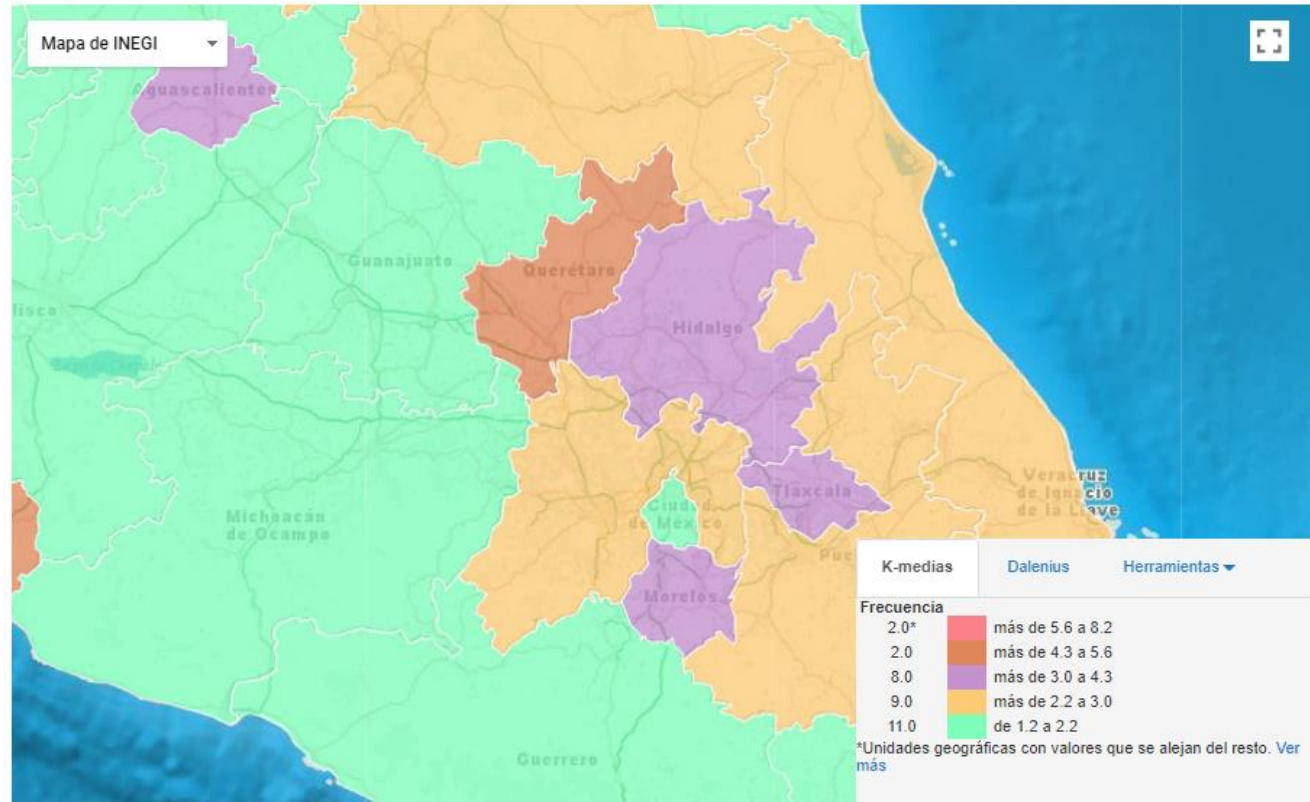 Mapa de INEGI
Aguascalientes
Guanajuato
Querétaro
lisco
Hidalgo
Veracruz
de Ignacio
de la Llave
Tlaxcala
Ciudad
de México
Michoacán
de Ocampo
Pue
Morelos
Guerrero
K-medias Dalenius Herramientas
Frecuencia
2.0* más de 5.6 a 8.2
2.0 más de 4.3 a 5.6
8.0 más de 3.0 a 4.3
9.0 más de 2.2 a 3.0
11.0 de 1.2 a 2.2
*Unidades geográficas con valores que se alejan del resto. Ver
más